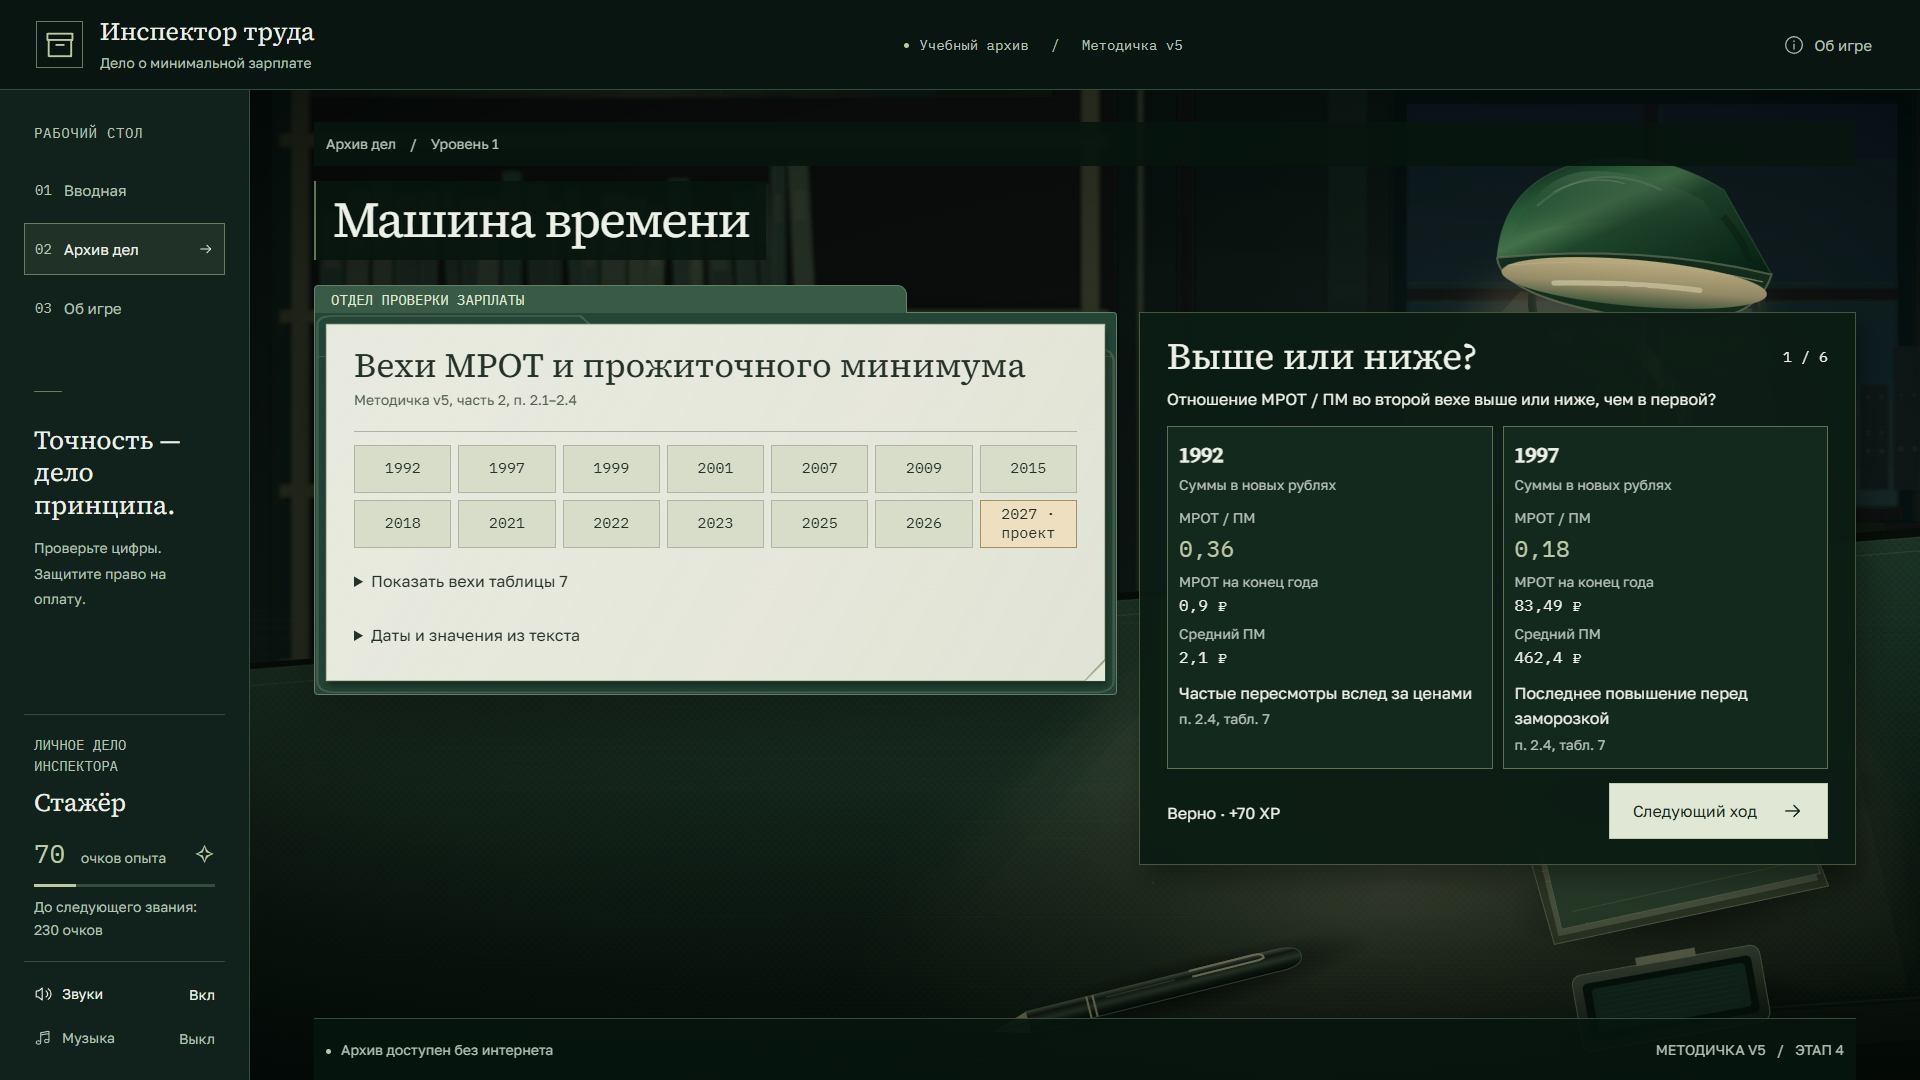 Инспектор труда
Дело о минимальной зарплате
Учебный архив / Методичка v5
Об игре
РАБОЧИЙ СТОЛ
01 Вводная
02 Архив дел
03 Об игре
Точность —
дело
принципа.
Проверьте цифры.
Защитите право на
оплату.
ЛИЧНОЕ ДЕЛО
ИНСПЕКТОРА
Стажёр
70 очков опыта
До следующего звания:
230 очков
Звуки Вкл
Музыка Выкл
Архив дел / Уровень 1
Машина времени
ОТДЕЛ ПРОВЕРКИ ЗАРПЛАТЫ
Вехи МРОТ и прожиточного минимума
Методичка v5, часть 2, п. 2.1–2.4
1992 1997 1999 2001 2007 2009 2015
2018 2021 2022 2023 2025 2026 2027 · проект
Показать вехи таблицы 7
Даты и значения из текста
Выше или ниже?
1 / 6
Отношение МРОТ / ПМ во второй вехе выше или ниже, чем в первой?
1992
Суммы в новых рублях
МРОТ / ПМ
0,36
МРОТ на конец года
0,9 ₽
Средний ПМ
2,1 ₽
Частые пересмотры вслед за ценами
п. 2.4, табл. 7
1997
Суммы в новых рублях
МРОТ / ПМ
0,18
МРОТ на конец года
83,49 ₽
Средний ПМ
462,4 ₽
Последнее повышение перед
заморозкой
п. 2.4, табл. 7
Верно · +70 XP
Следующий ход
Архив доступен без интернета
МЕТОДИЧКА V5 / ЭТАП 4